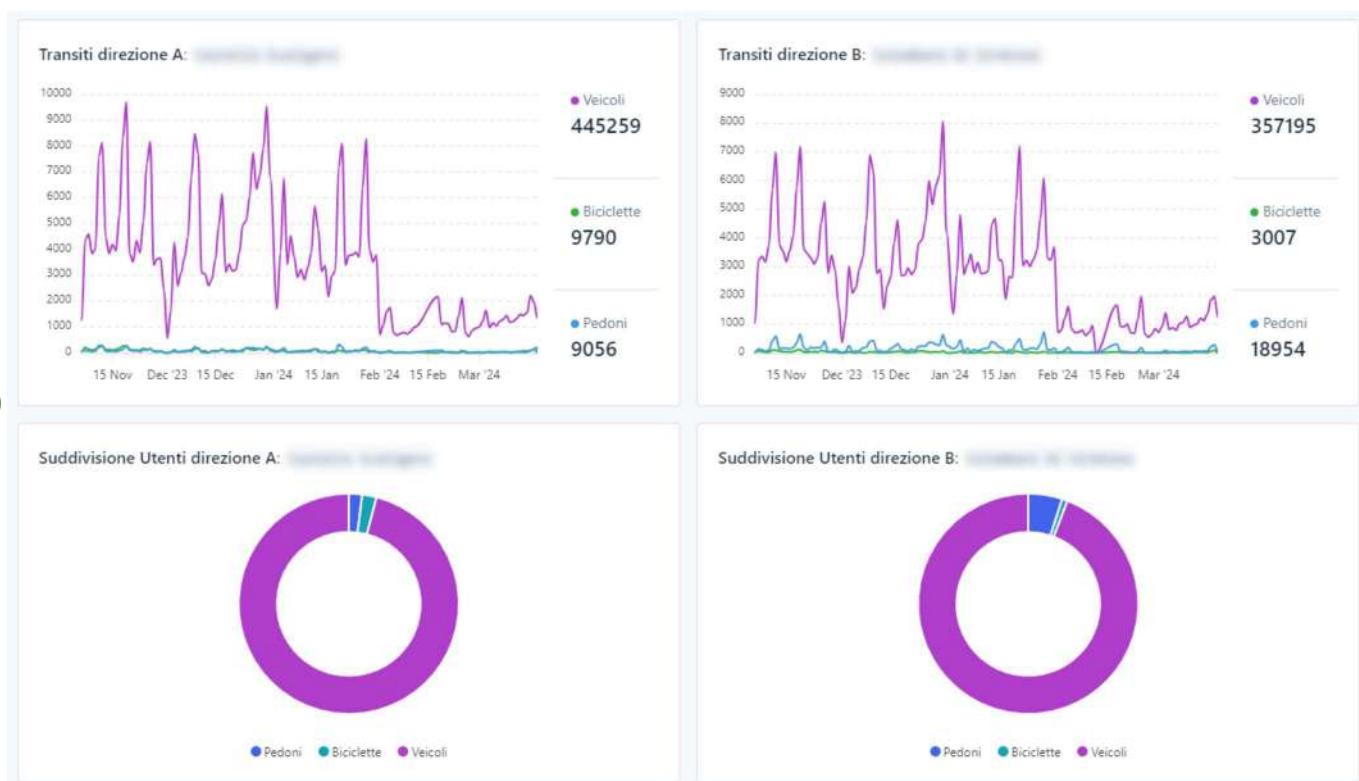 Transiti direzione A:
10000
9000
8000
7000
6000
5000
4000
3000
2000
1000
0
15 Nov Dec '23 15 Dec Jan '24 15 Jan Feb '24 15 Feb Mar '24
Veicoli
445259
Biciclette
9790
Pedoni
9056
Transiti direzione B:
9000
8000
7000
6000
5000
4000
3000
2000
1000
0
15 Nov Dec '23 15 Dec Jan '24 15 Jan Feb '24 15 Feb Mar '24
Veicoli
357195
Biciclette
3007
Pedoni
18954
Suddivisione Utenti direzione A:
Pedoni Biciclette Veicoli
Suddivisione Utenti direzione B:
Pedoni Biciclette Veicoli